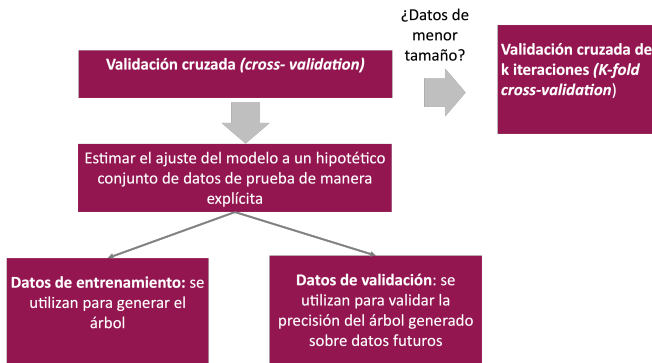 ¿Datos de
menor
tamaño?
Validación cruzada (cross- validation)
Validación cruzada de
k iteraciones (K-fold
cross-validation)
Estimar el ajuste del modelo a un hipotético
conjunto de datos de prueba de manera
explícita
Datos de entrenamiento: se
utilizan para generar el
árbol
Datos de validación: se
utilizan para validar la
precisión del árbol generado
sobre datos futuros